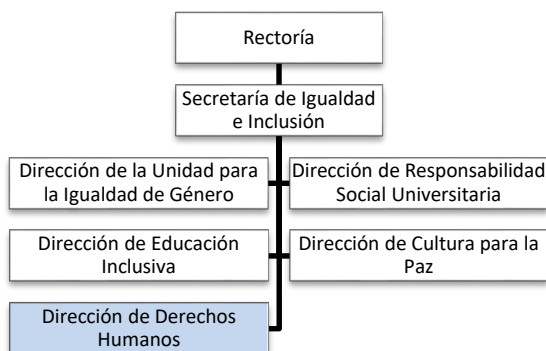 Rectoría
Secretaría de Igualdad
e Inclusión
Dirección de la Unidad para
la Igualdad de Género
Dirección de Responsabilidad
Social Universitaria
Dirección de Educación
Inclusiva
Dirección de Cultura para la
Paz
Dirección de Derechos
Humanos